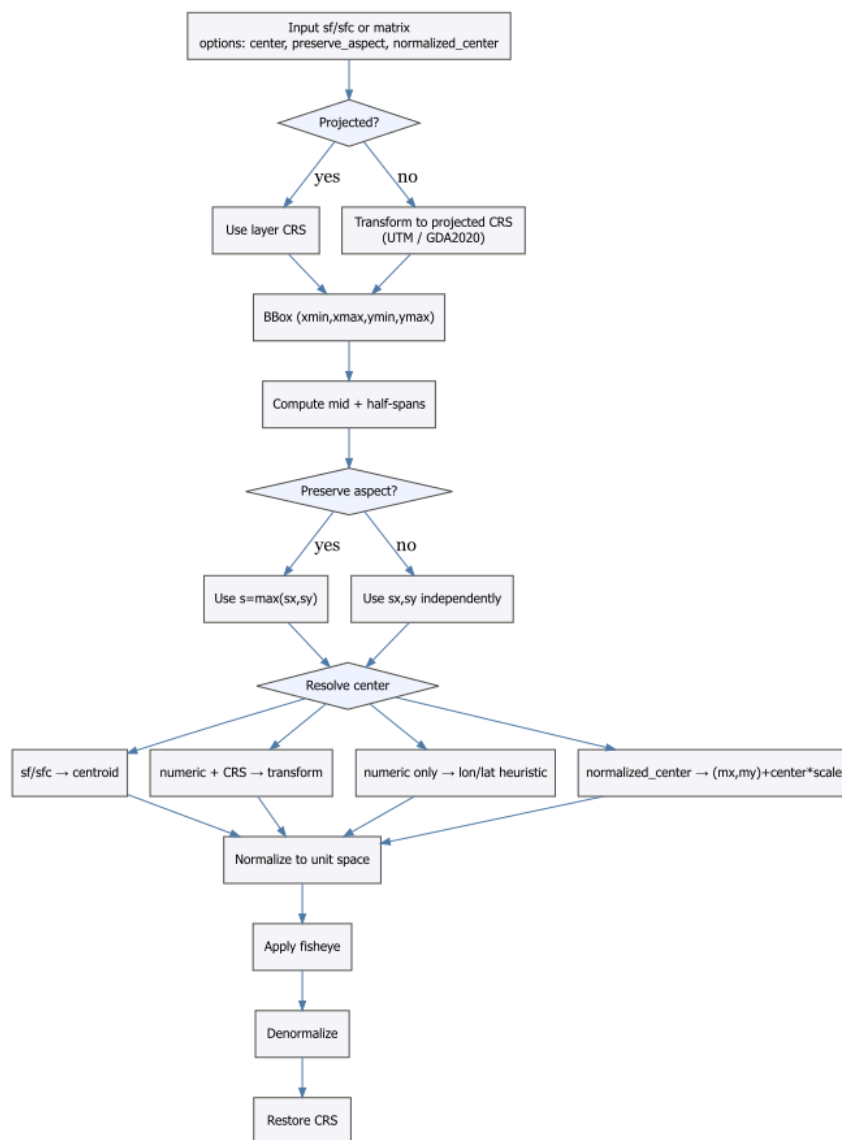 Input sf/sfc or matrix
options: center, preserve_aspect, normalized_center
Projected?
yes
no
Use layer CRS
Transform to projected CRS
(UTM / GDA2020)
BBox (xmin,xmax,ymin,ymax)
Compute mid + half-spans
Preserve aspect?
yes
no
Use s=max(sx,sy)
Use sx,sy independently
Resolve center
sf/sfc → centroid
numeric + CRS → transform
numeric only → lon/lat heuristic
normalized_center → (mx,my)+center*scale
Normalize to unit space
Apply fisheye
Denormalize
Restore CRS